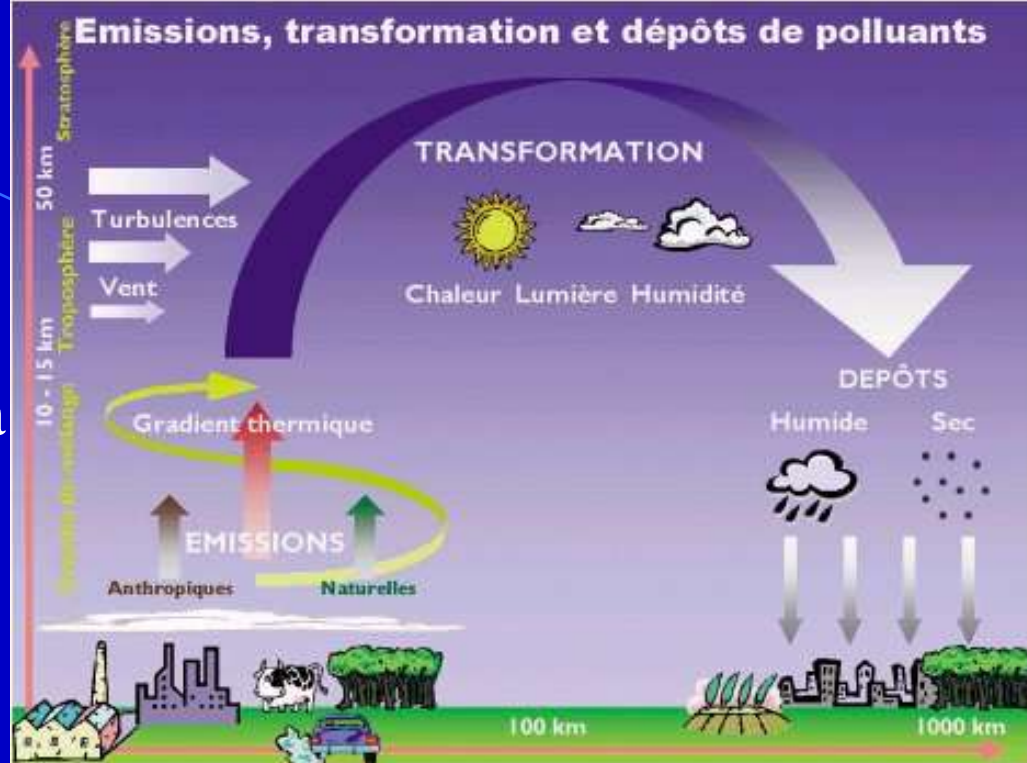 Emissions, transformation et dépôts de polluants
Stratosphère
50 km
TRANSFORMATION
Turbulences
Troposphère
Vent
Chaleur Lumière Humidité
10 - 15 km
DEPÔTS
Gradient thermique
Humide Sec
EMISSIONS
Anthropiques Naturelles
100 km
1000 km